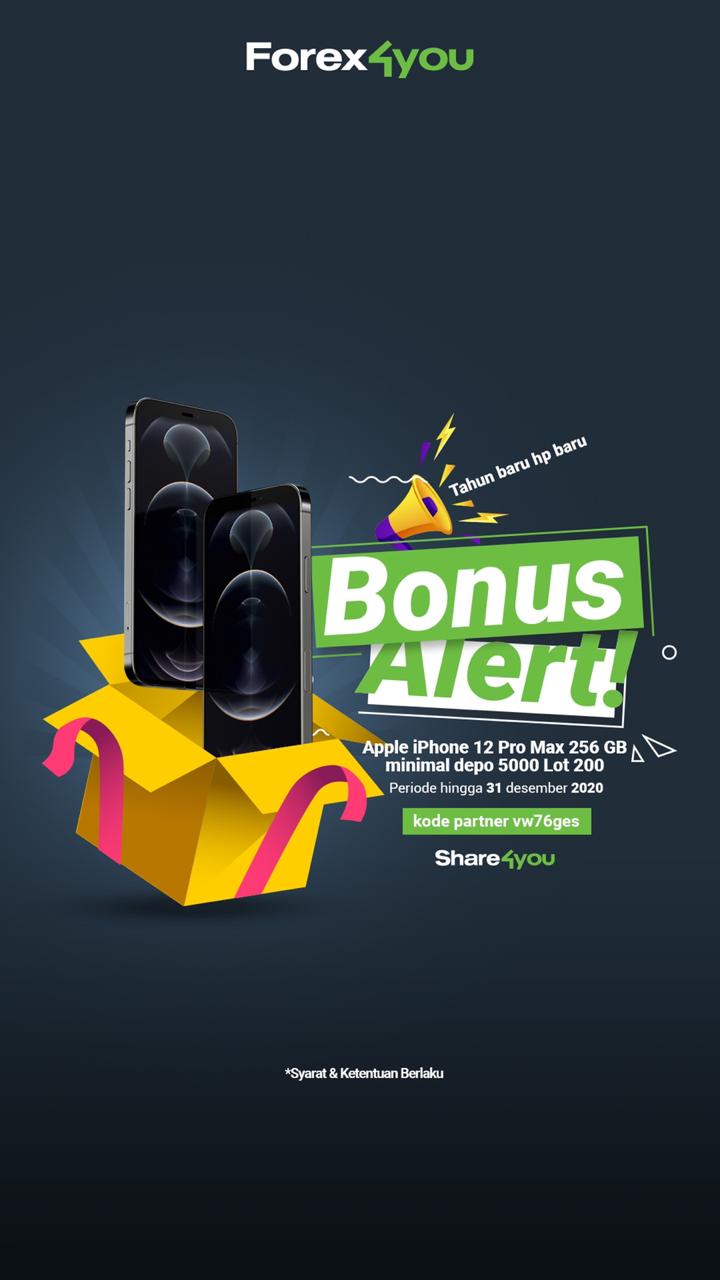 Forex4you
Tahun baru hp baru
Bonus
Alert!
Apple iPhone 12 Pro Max 256 GB
minimal depo 5000 Lot 200
Periode hingga 31 desember 2020
kode partner vw76ges
Share4you
*Syarat & Ketentuan Berlaku